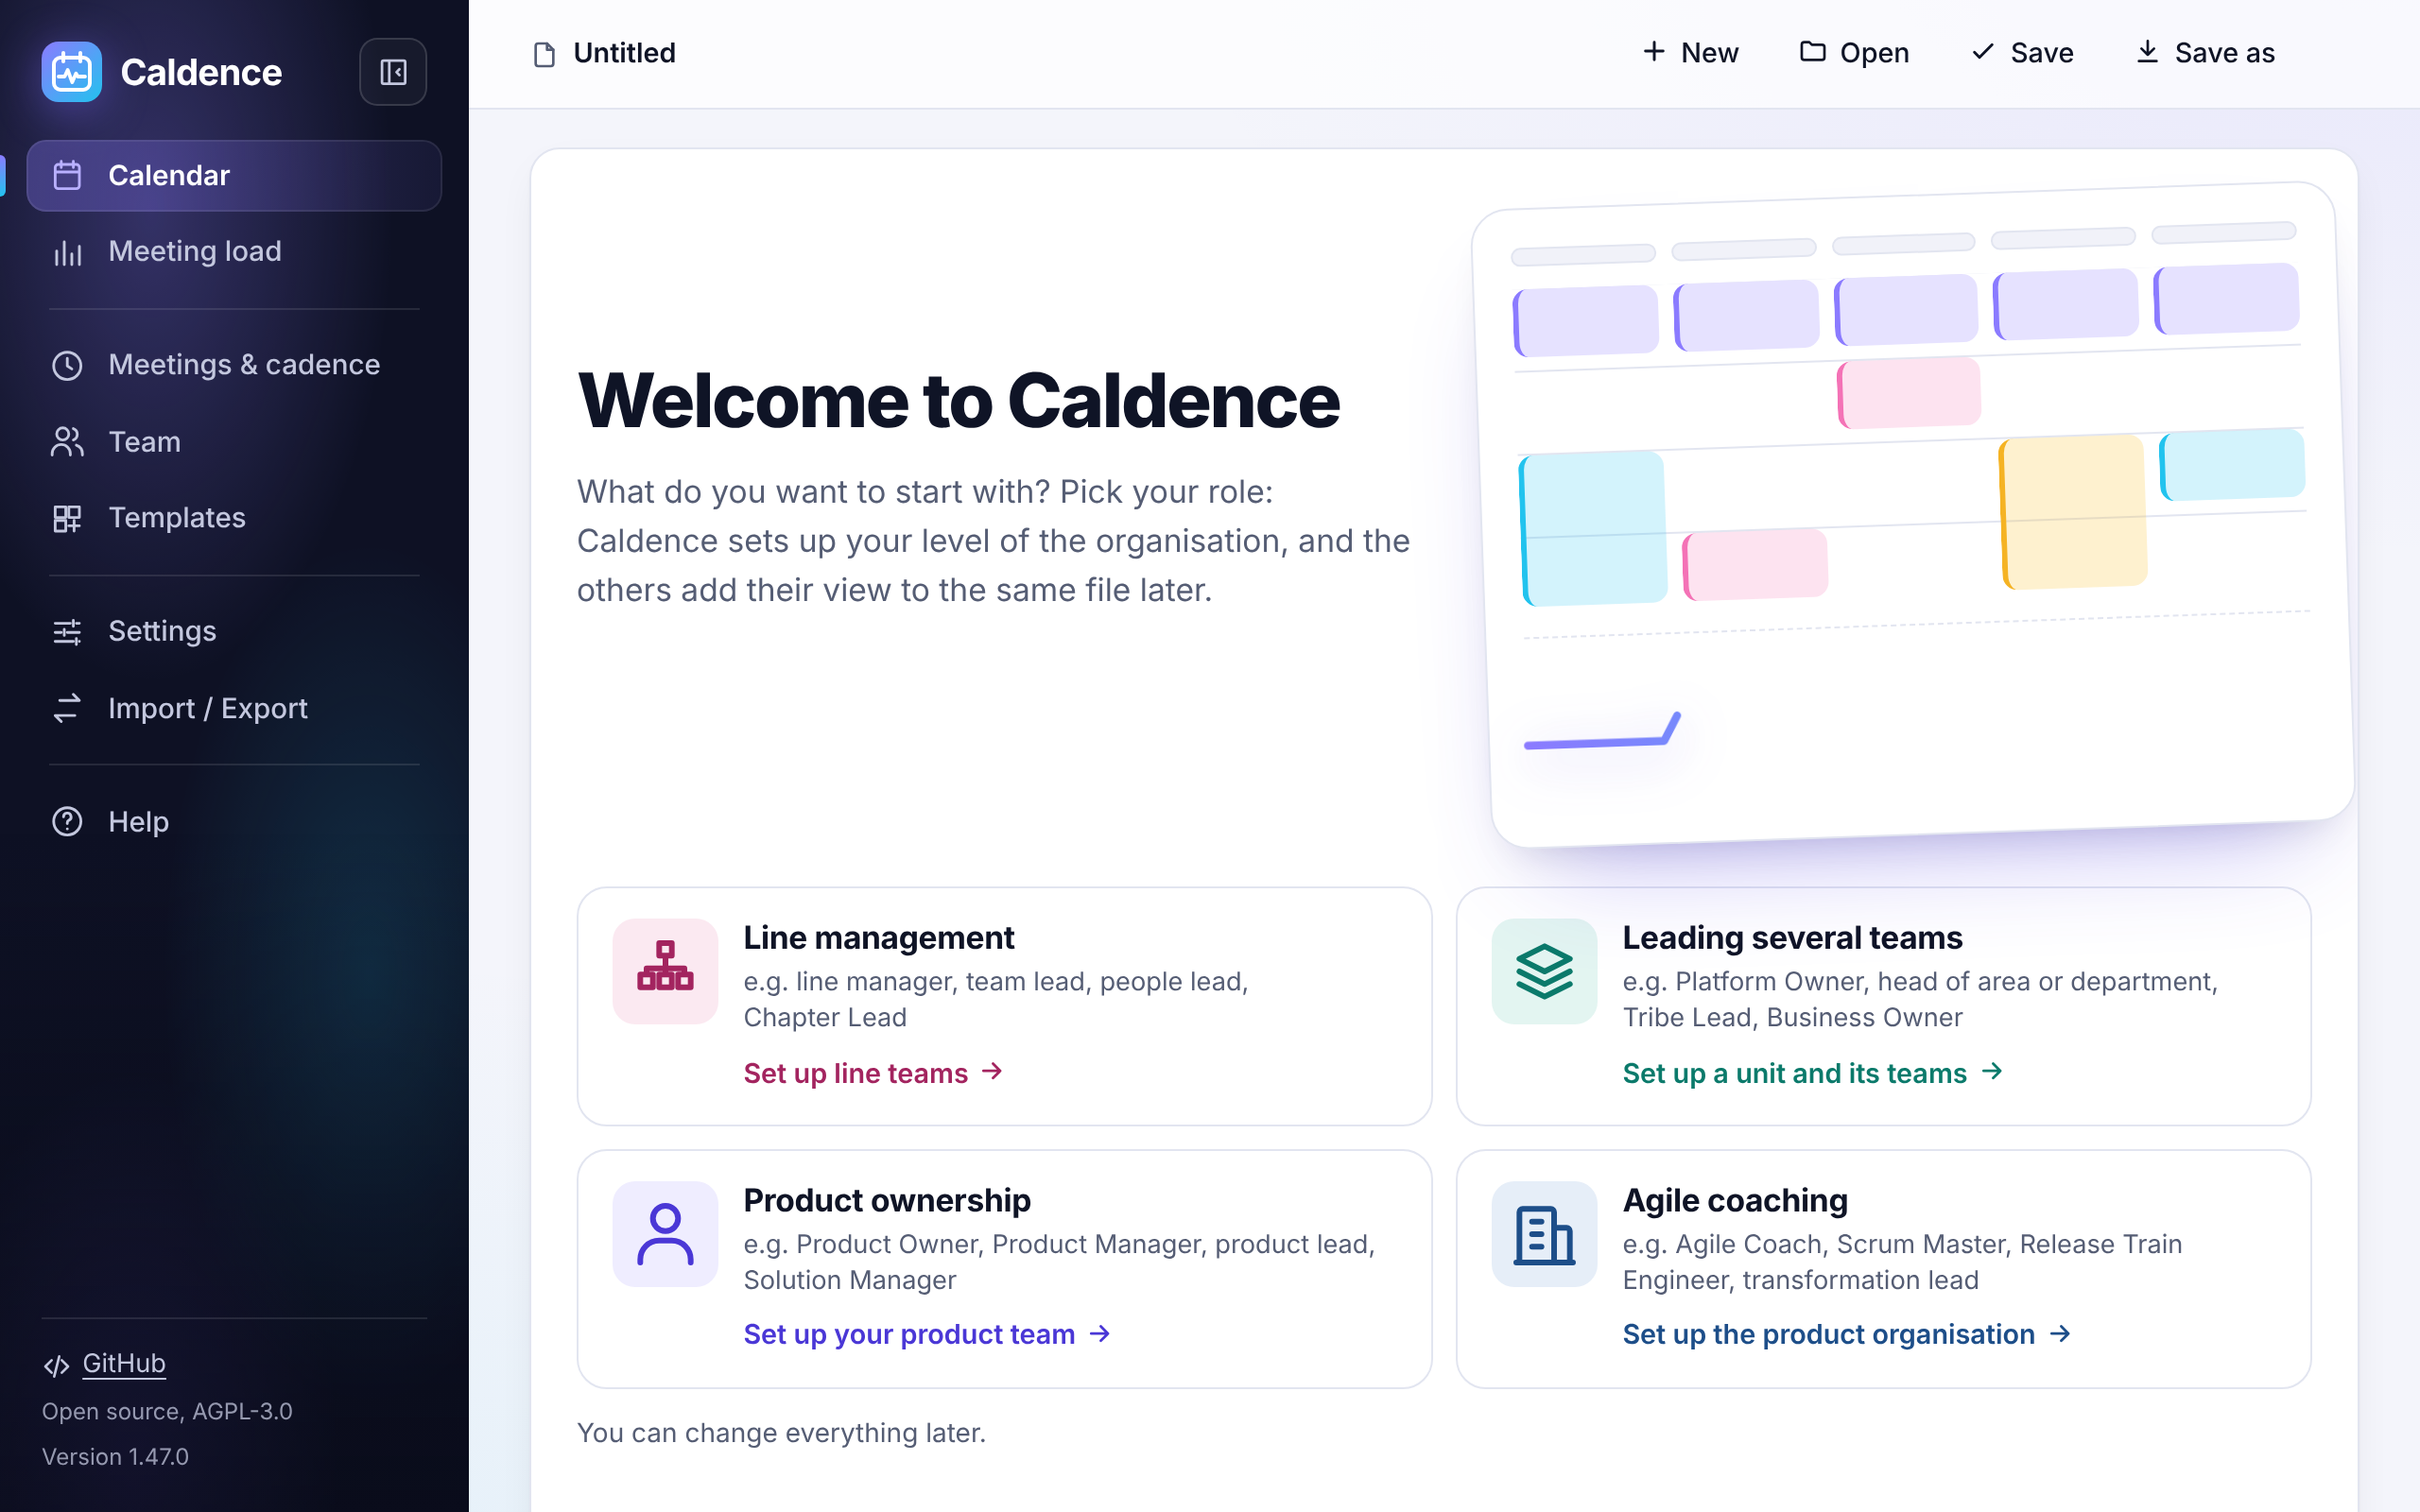 Caldence
Calendar
Meeting load
Meetings & cadence
Team
Templates
Settings
Import / Export
Help
GitHub
Open source, AGPL-3.0
Version 1.47.0
Untitled
New
Open
Save
Save as
Welcome to Caldence
What do you want to start with? Pick your role:
Caldence sets up your level of the organisation, and the
others add their view to the same file later.
Line management
e.g. line manager, team lead, people lead,
Chapter Lead
Set up line teams
Leading several teams
e.g. Platform Owner, head of area or department,
Tribe Lead, Business Owner
Set up a unit and its teams
Product ownership
e.g. Product Owner, Product Manager, product lead,
Solution Manager
Set up your product team
Agile coaching
e.g. Agile Coach, Scrum Master, Release Train
Engineer, transformation lead
Set up the product organisation
You can change everything later.